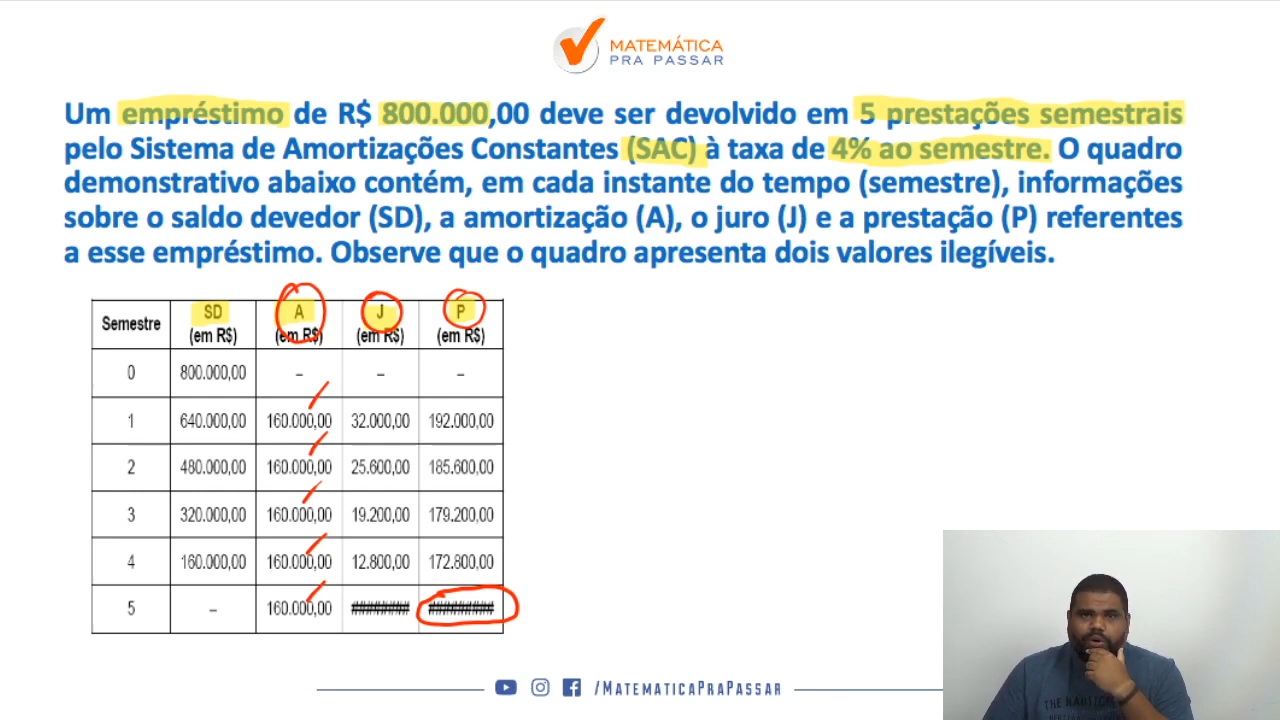 MATEMÁTICA
PRA PASSAR
Um empréstimo de R$ 800.000,00 deve ser devolvido em 5 prestações semestrais
pelo Sistema de Amortizações Constantes (SAC) à taxa de 4% ao semestre. O quadro
demonstrativo abaixo contém, em cada instante do tempo (semestre), informações
sobre o saldo devedor (SD), a amortização (A), o juro (J) e a prestação (P) referentes
a esse empréstimo. Observe que o quadro apresenta dois valores ilegíveis.
Semestre SD (em R$) A (em R$) J (em R$) P (em R$)
0 800.000,00 – – –
1 640.000,00 160.000,00 32.000,00 192.000,00
2 480.000,00 160.000,00 25.600,00 185.600,00
3 320.000,00 160.000,00 19.200,00 179.200,00
4 160.000,00 160.000,00 12.800,00 172.800,00
5 – 160.000,00 ########## ###########
/MATEMATICAPRAPASSAR
THE NAUTICAL